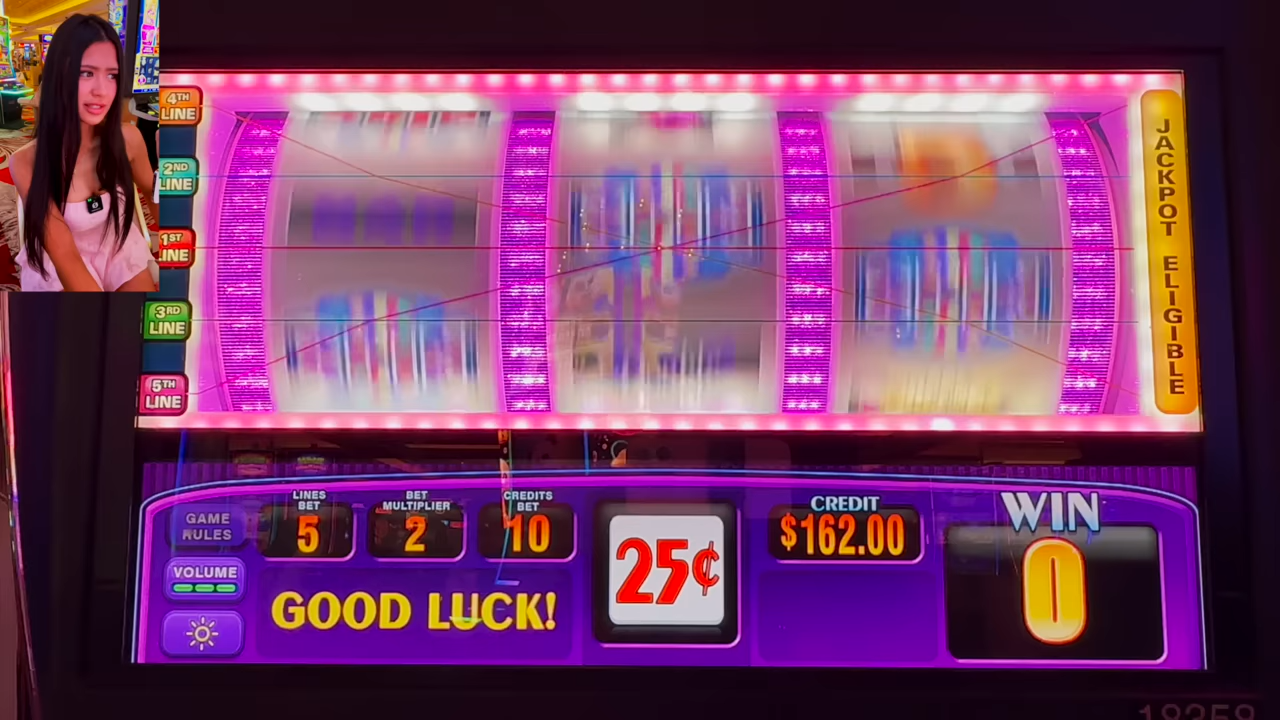 4TH
LINE
2ND
LINE
1ST
LINE
3RD
LINE
5TH
LINE
JACKPOT ELIGIBLE
GAME
RULES
VOLUME
LINES
BET
5
BET
MULTIPLIER
2
CREDITS
BET
10
GOOD LUCK!
25¢
CREDIT
$162.00
WIN
0